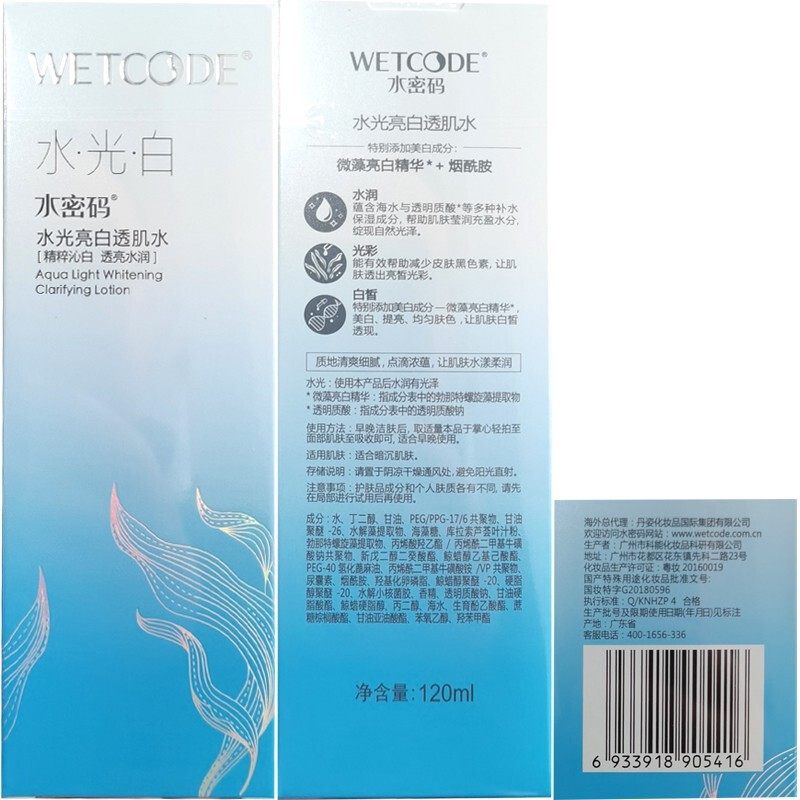 WETCODE®
水·光·白
水密码®
水光亮白透肌水
[ 精粹沁白 透亮水润 ]
Aqua Light Whitening
Clarifying Lotion
WETCODE®
水密码
水光亮白透肌水
特别添加美白成分：
微藻亮白精华*+ 烟酰胺
水润
蕴含海水与透明质酸*等多种补水
保湿成分，帮助肌肤莹润充盈水分，
绽现自然光泽。
光彩
能有效帮助减少皮肤黑色素，让肌
肤透出亮皙光彩。
白皙
特别添加美白成分—微藻亮白精华*，
美白、提亮、均匀肤色，让肌肤白皙
透现。
质地清爽细腻，点滴浓蕴，让肌肤水漾柔润
水光：使用本产品后水润有光泽
*微藻亮白精华：指成分表中的勃那特螺旋藻提取物
*透明质酸：指成分表中的透明质酸钠
使用方法：早晚洁肤后，取适量本品于掌心轻拍至
面部肌肤至吸收即可，适合早晚使用。
适用肌肤：适合暗沉肌肤。
存储说明：请置于阴凉干燥通风处，避免阳光直射。
注意事项：护肤品成分和个人肤质各有不同，请先
在局部进行试用后再使用。
成分：水、丁二醇、甘油、PEG/PPG-17/6 共聚物、甘油
聚醚 -26、水解藻提取物、海藻糖、库拉索芦荟叶汁粉、
勃那特螺旋藻提取物、丙烯酸羟乙酯 / 丙烯酰二甲基牛磺
酸钠共聚物、新戊二醇二癸酸酯、鲸蜡醇乙基己酸酯、
PEG-40 氢化蓖麻油、丙烯酰二甲基牛磺酸铵 /VP 共聚物、
尿囊素、烟酰胺、羟基化卵磷脂、鲸蜡醇聚醚 -20、硬脂
醇聚醚 -20、水解小核菌胶、香精、透明质酸钠、甘油硬
脂酸酯、鲸蜡硬脂醇、丙二醇、海水、生育酚乙酸酯、蔗
糖棕榈酸酯、甘油亚油酸酯、苯氧乙醇、羟苯甲酯
净含量：120ml
海外总代理：丹姿化妆品国际集团有限公司
欢迎访问水密码网站：www.wetcode.com.cn
生产者：广州市科能化妆品科研有限公司
地址：广州市花都区花东镇先科二路23号
化妆品生产许可证：粤妆 20160019
国产特殊用途化妆品批准文号：
国妆特字G20180596
执行标准：Q/KNHZP 4 合格
生产批号及限期使用日期(年月日)见标注
产地：广东省
客服电话：400-1656-336
6 933918 905416